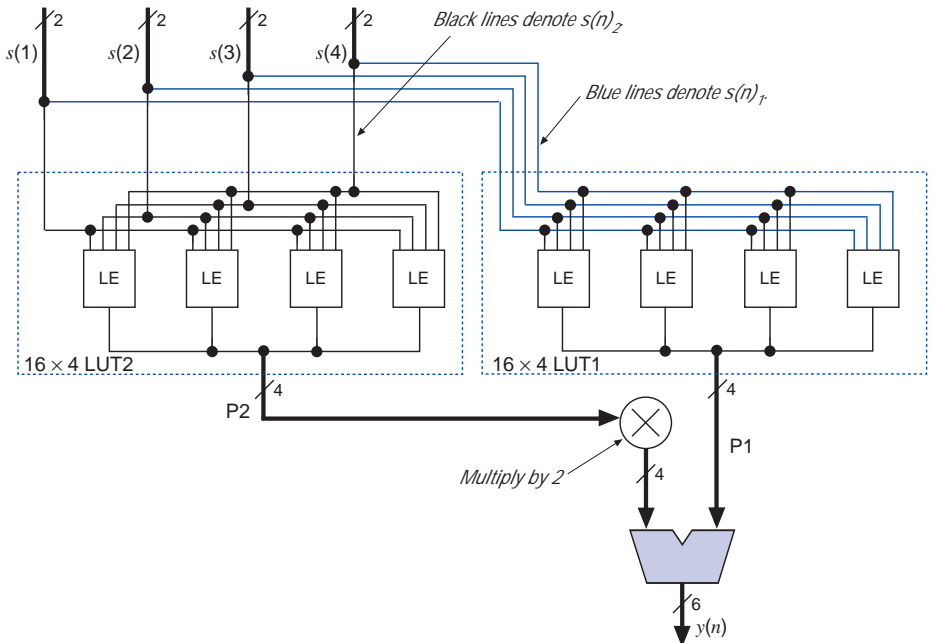 2 2 2 2
s(1) s(2) s(3) s(4)
Black lines denote s(n)2
Blue lines denote s(n)1.
LE LE LE LE
LE LE LE LE
16 × 4 LUT2
16 × 4 LUT1
4
4
P2
P1
Multiply by 2
4
6
y(n)